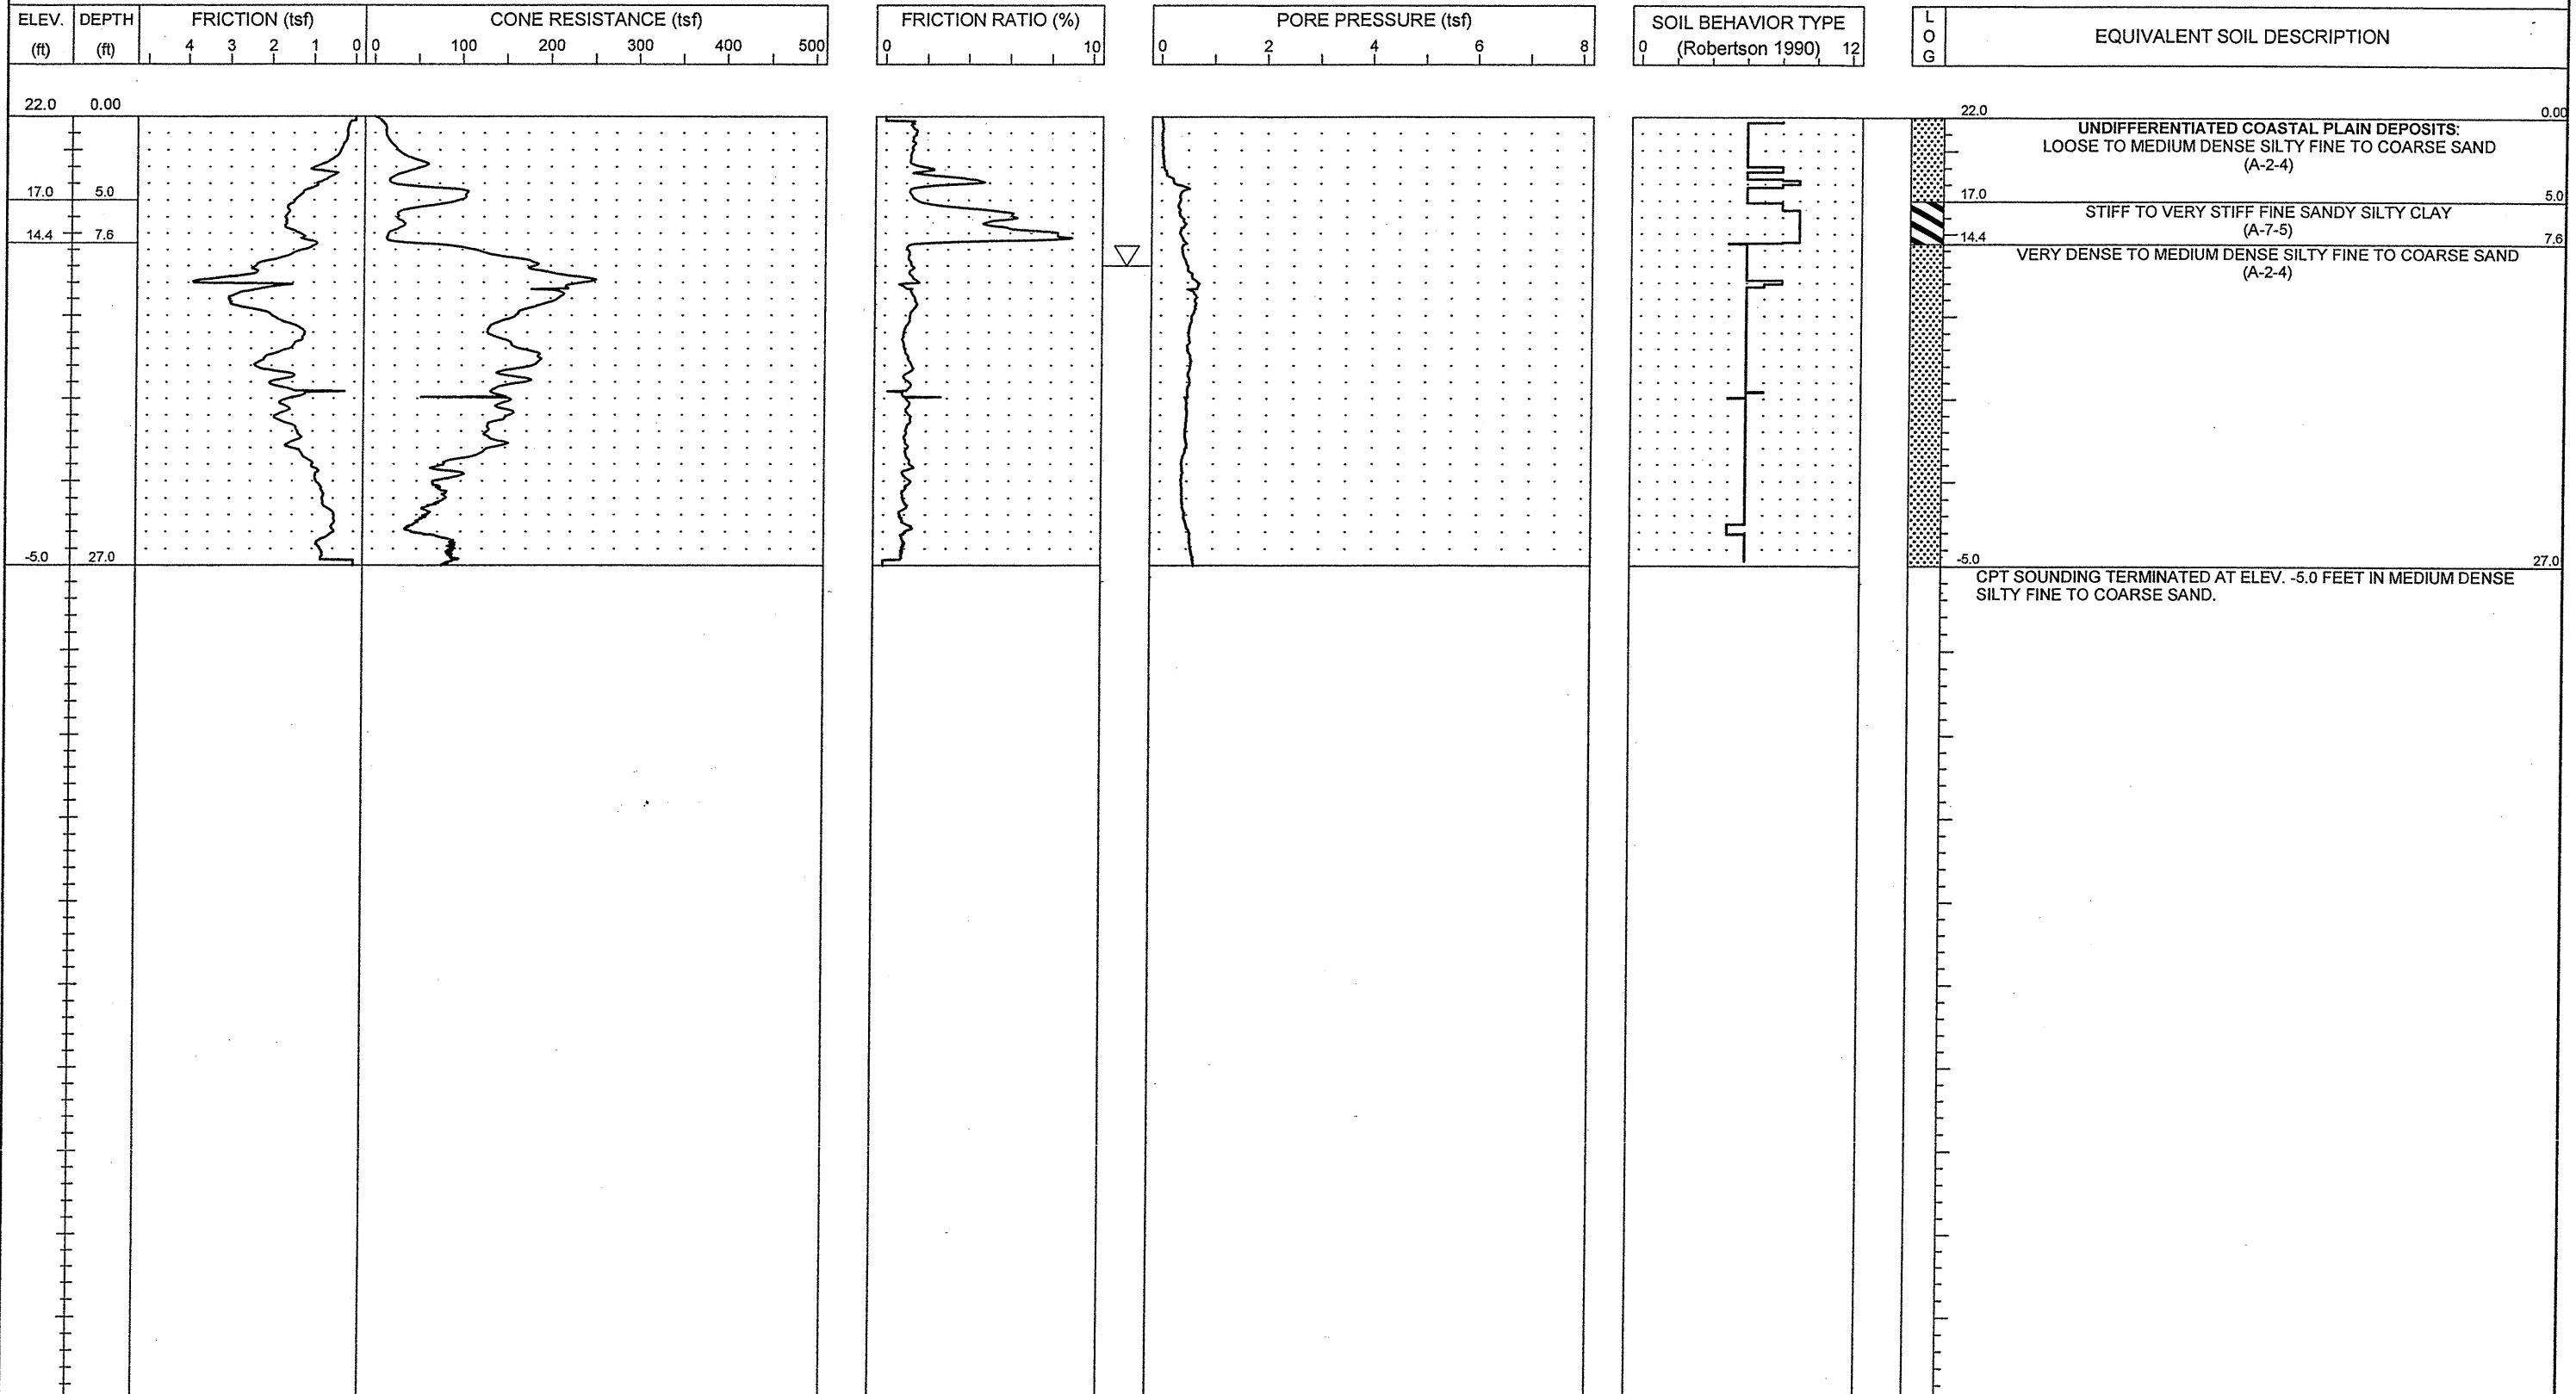 ELEV. (ft)
DEPTH (ft)
FRICTION (tsf)
4 3 2 1 0
CONE RESISTANCE (tsf)
0 100 200 300 400 500
FRICTION RATIO (%)
0 10
PORE PRESSURE (tsf)
0 2 4 6 8
SOIL BEHAVIOR TYPE
(Robertson 1990)
0 12
L
O
G
EQUIVALENT SOIL DESCRIPTION
22.0 0.00
17.0 5.0
14.4 7.6
-5.0 27.0
22.0 0.00
UNDIFFERENTIATED COASTAL PLAIN DEPOSITS:
LOOSE TO MEDIUM DENSE SILTY FINE TO COARSE SAND
(A-2-4)
17.0 5.0
STIFF TO VERY STIFF FINE SANDY SILTY CLAY
(A-7-5)
14.4 7.6
VERY DENSE TO MEDIUM DENSE SILTY FINE TO COARSE SAND
(A-2-4)
-5.0 27.0
CPT SOUNDING TERMINATED AT ELEV. -5.0 FEET IN MEDIUM DENSE
SILTY FINE TO COARSE SAND.